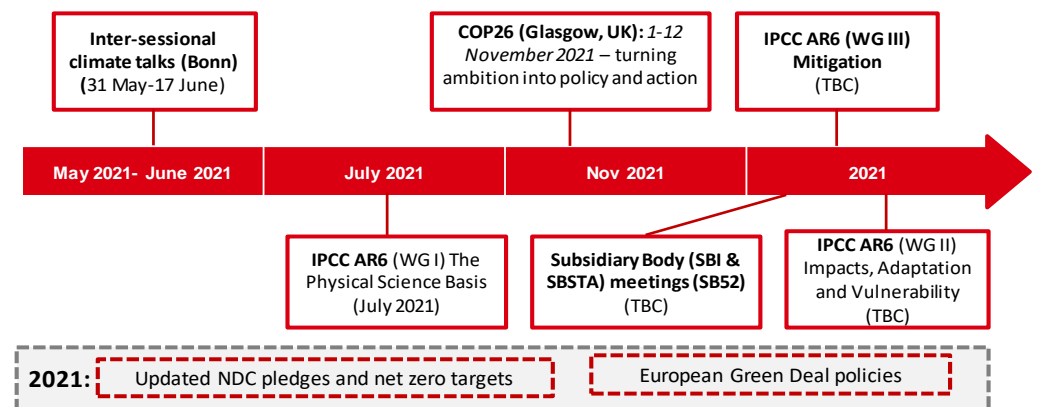 Inter-sessional
climate talks (Bonn)
(31 May-17 June)
COP26 (Glasgow, UK): 1-12
November 2021 – turning
ambition into policy and action
IPCC AR6 (WG III)
Mitigation
(TBC)
May 2021- June 2021
July 2021
Nov 2021
2021
IPCC AR6 (WG I) The
Physical Science Basis
(July 2021)
Subsidiary Body (SBI &
SBSTA) meetings (SB52)
(TBC)
IPCC AR6 (WG II)
Impacts, Adaptation
and Vulnerability
(TBC)
2021:
Updated NDC pledges and net zero targets
European Green Deal policies